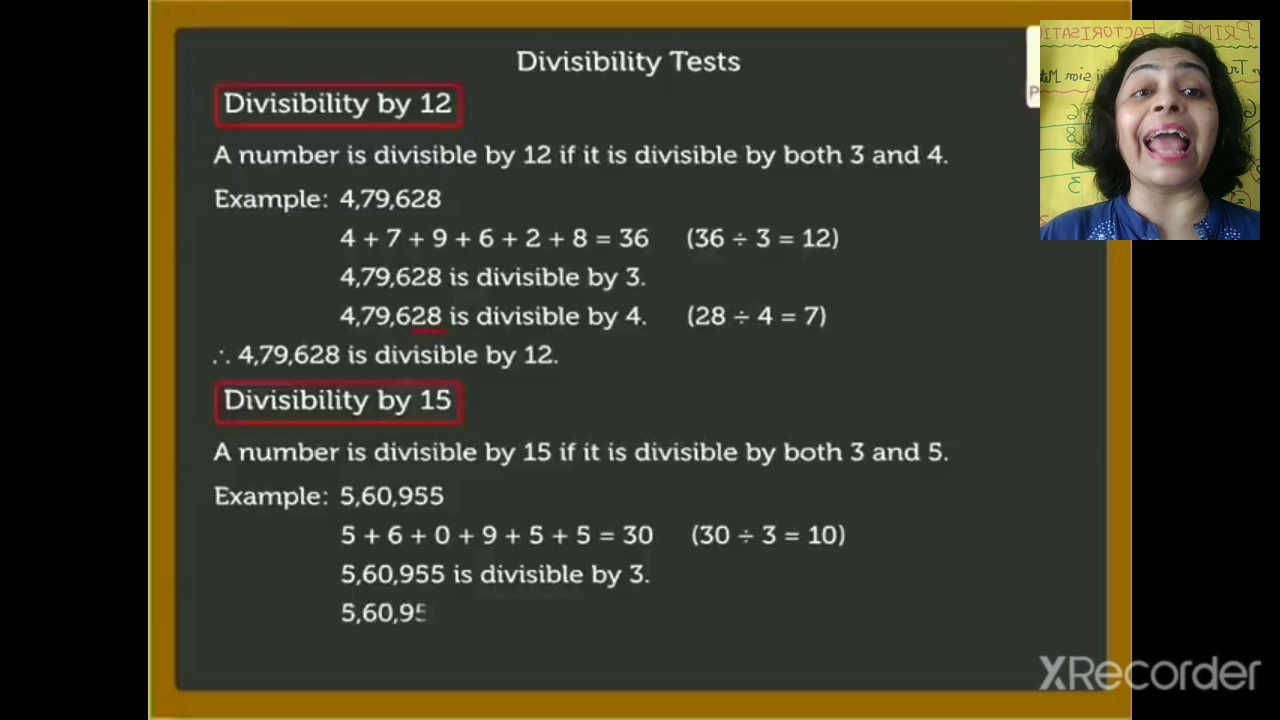 Divisibility Tests
Divisibility by 12
A number is divisible by 12 if it is divisible by both 3 and 4.
Example: 4,79,628
4 + 7 + 9 + 6 + 2 + 8 = 36 (36 ÷ 3 = 12)
4,79,628 is divisible by 3.
4,79,628 is divisible by 4. (28 ÷ 4 = 7)
∴ 4,79,628 is divisible by 12.
Divisibility by 15
A number is divisible by 15 if it is divisible by both 3 and 5.
Example: 5,60,955
5 + 6 + 0 + 9 + 5 + 5 = 30 (30 ÷ 3 = 10)
5,60,955 is divisible by 3.
5,60,95
PRIME FACTORISATIO
XRecorder